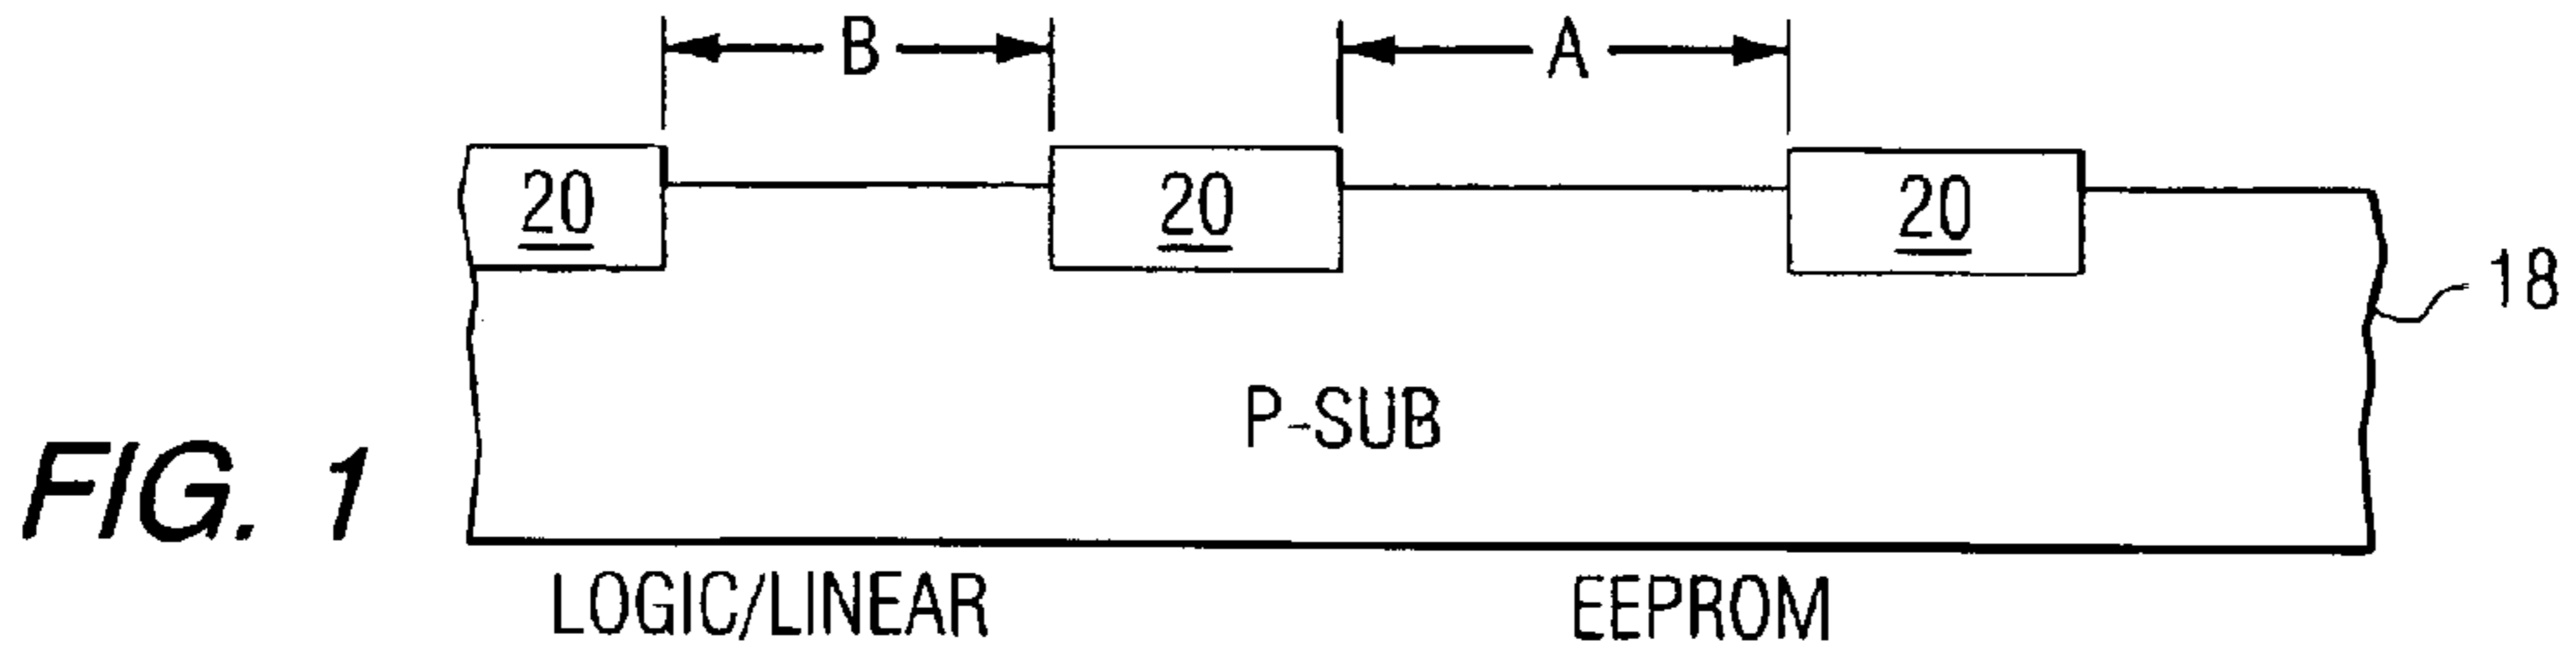 B A
20 20 20
18
P-SUB
FIG. 1
LOGIC/LINEAR EEPROM